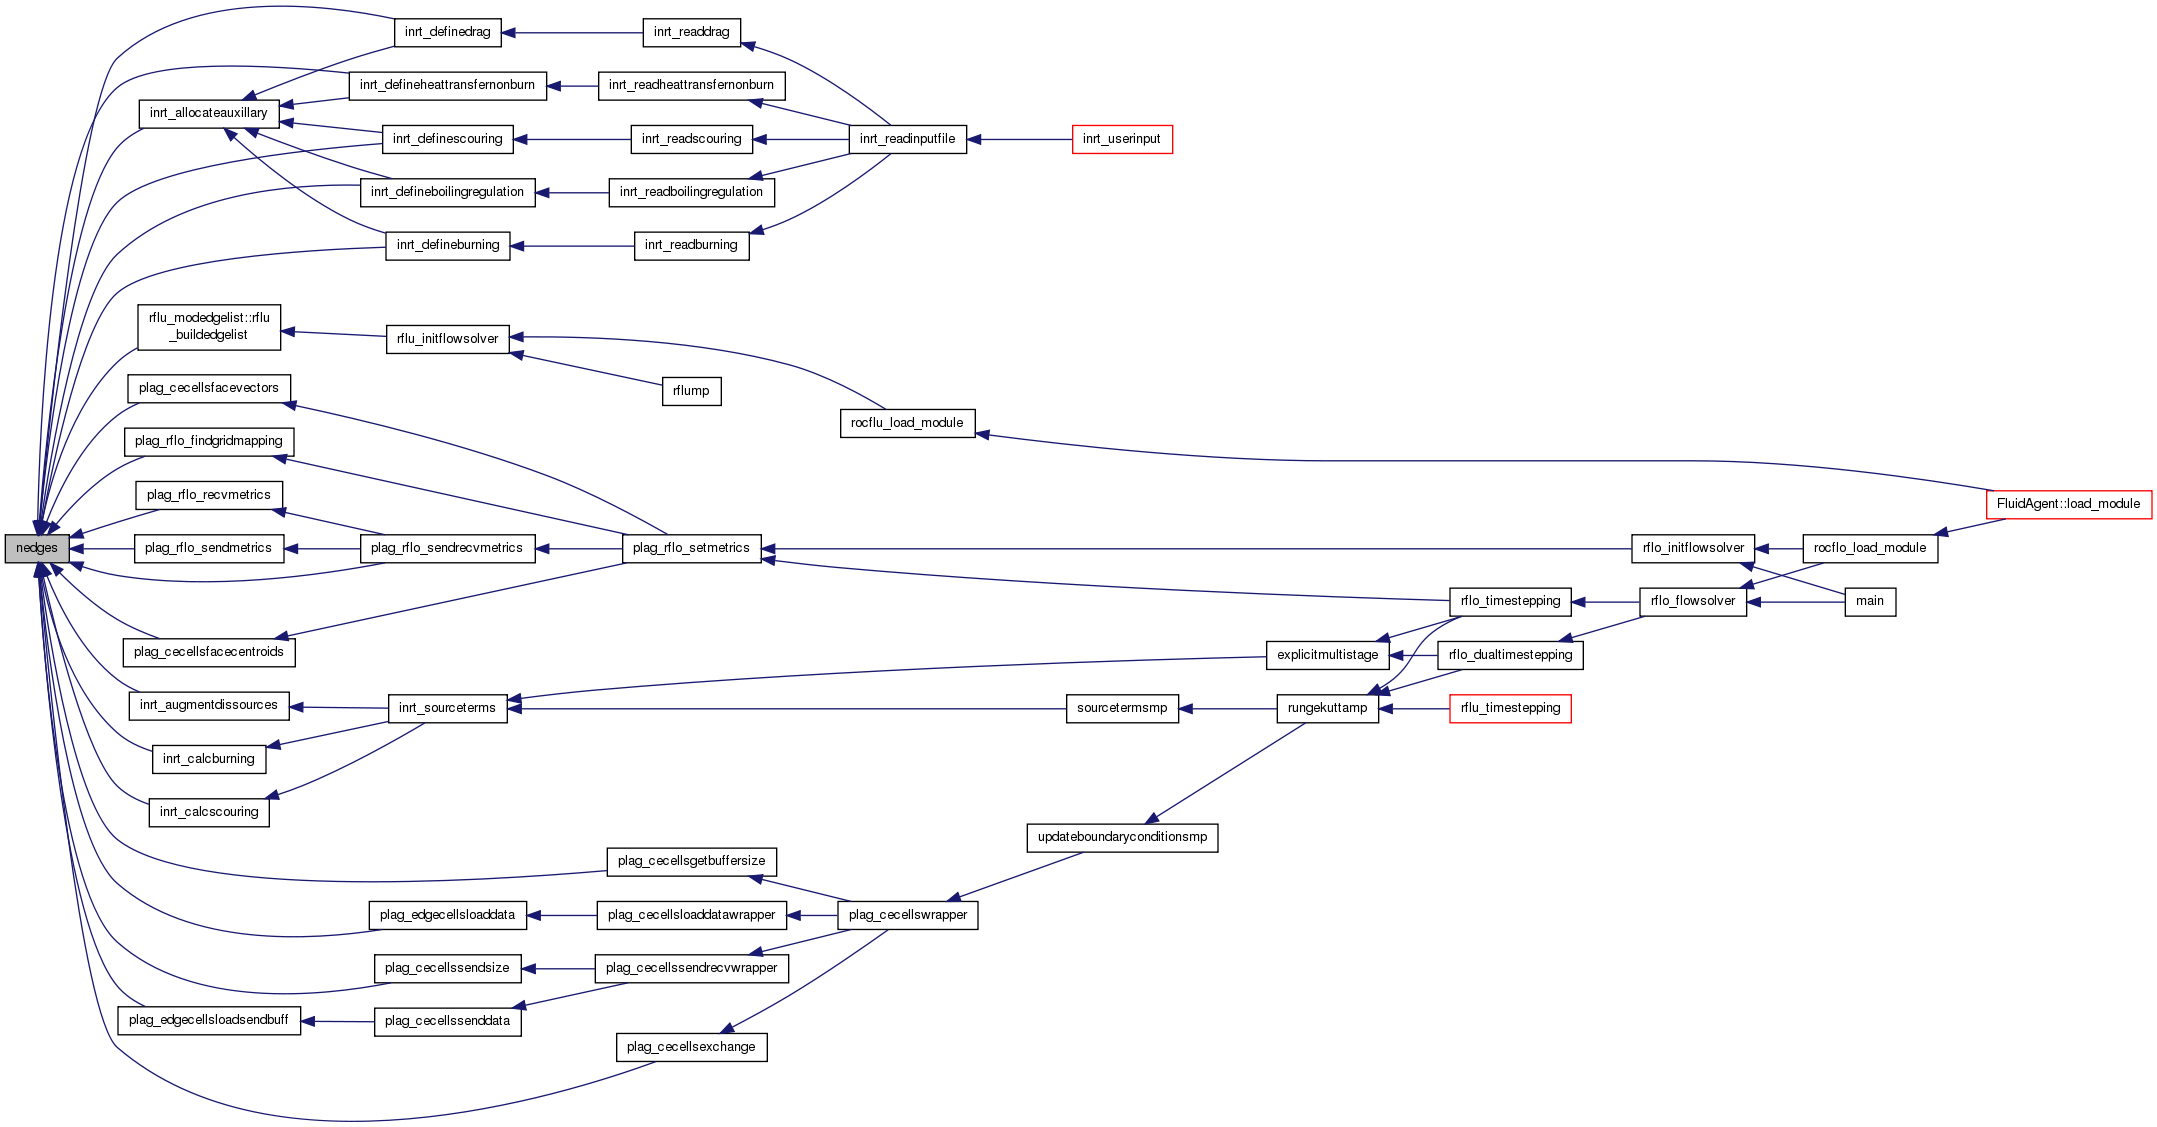 inrt_definedrag
inrt_readdrag
inrt_defineheattransfernonburn
inrt_readheattransfernonburn
inrt_allocateauxillary
inrt_definescouring
inrt_readscouring
inrt_readinputfile
inrt_userinput
inrt_defineboilingregulation
inrt_readboilingregulation
inrt_defineburning
inrt_readburning
rflu_modedgelist::rflu
_buildedgelist
rflu_initflowsolver
plag_cecellsfacevectors
rflump
rocflu_load_module
plag_rflo_findgridmapping
plag_rflo_recvmetrics
FluidAgent::load_module
nedges
plag_rflo_sendmetrics
plag_rflo_sendrecvmetrics
plag_rflo_setmetrics
rflo_initflowsolver
rocflo_load_module
rflo_timestepping
rflo_flowsolver
main
plag_cecellsfacecentroids
explicitmultistage
rflo_dualtimestepping
inrt_augmentdissources
inrt_sourceterms
sourcetermsmp
rungekuttamp
rflu_timestepping
inrt_calcburning
inrt_calcscouring
updateboundaryconditionsmp
plag_cecellsgetbuffersize
plag_edgecellsloaddata
plag_cecellsloaddatawrapper
plag_cecellswrapper
plag_cecellssendsize
plag_cecellssendrecvwrapper
plag_edgecellsloadsendbuff
plag_cecellssenddata
plag_cecellsexchange